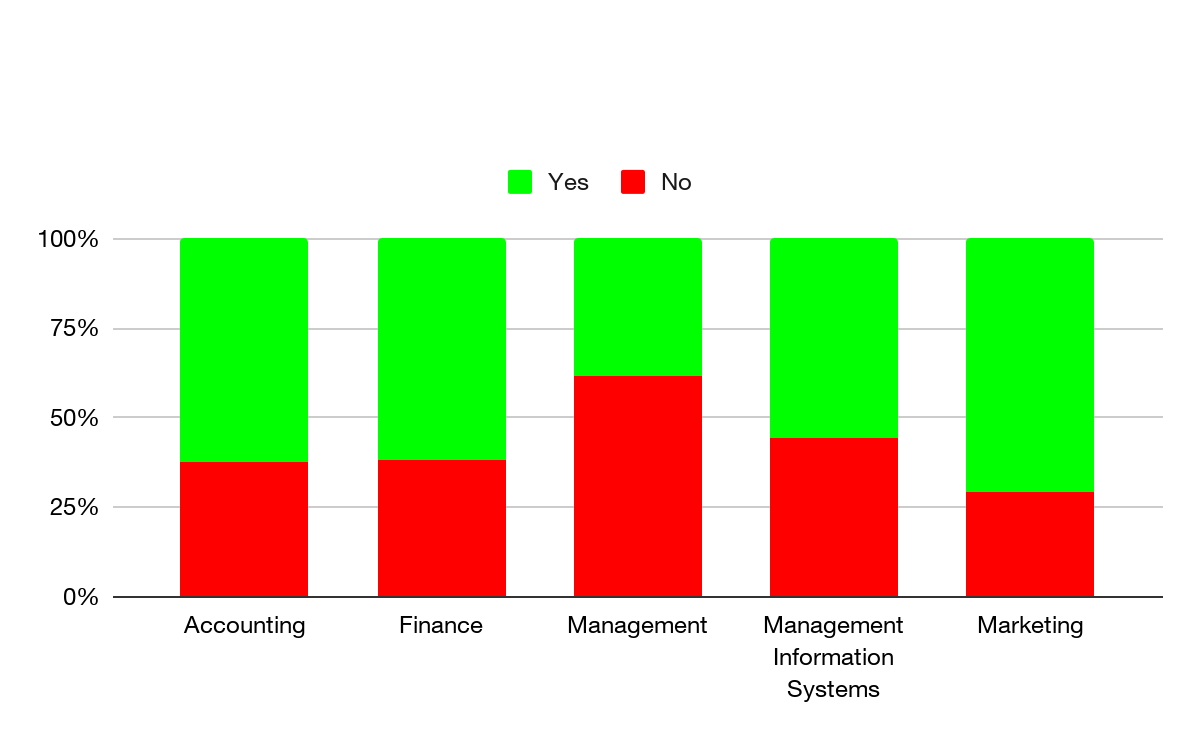 Yes No
100%
75%
50%
25%
0%
Accounting Finance Management Management Marketing
Information
Systems